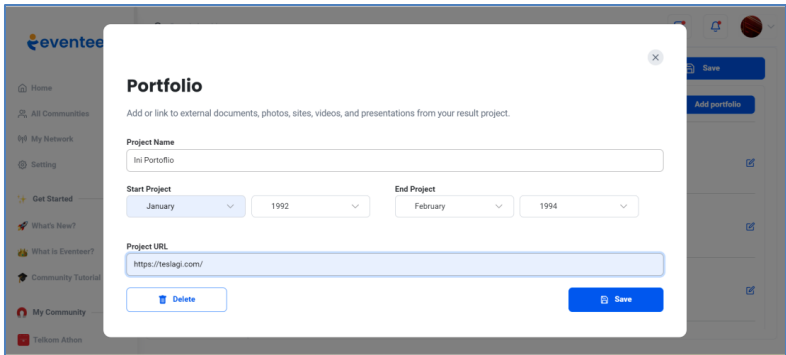 eventee
Save
Home
All Communities
Add portfolio
My Network
Setting
Get Started
What's New?
What is Eventeer?
Community Tutorial
My Community
Telkom Athon
Portfolio
Add or link to external documents, photos, sites, videos, and presentations from your result project.
Project Name
Ini Portoflio
Start Project
End Project
January
1992
February
1994
Project URL
https://teslagi.com/
Delete
Save